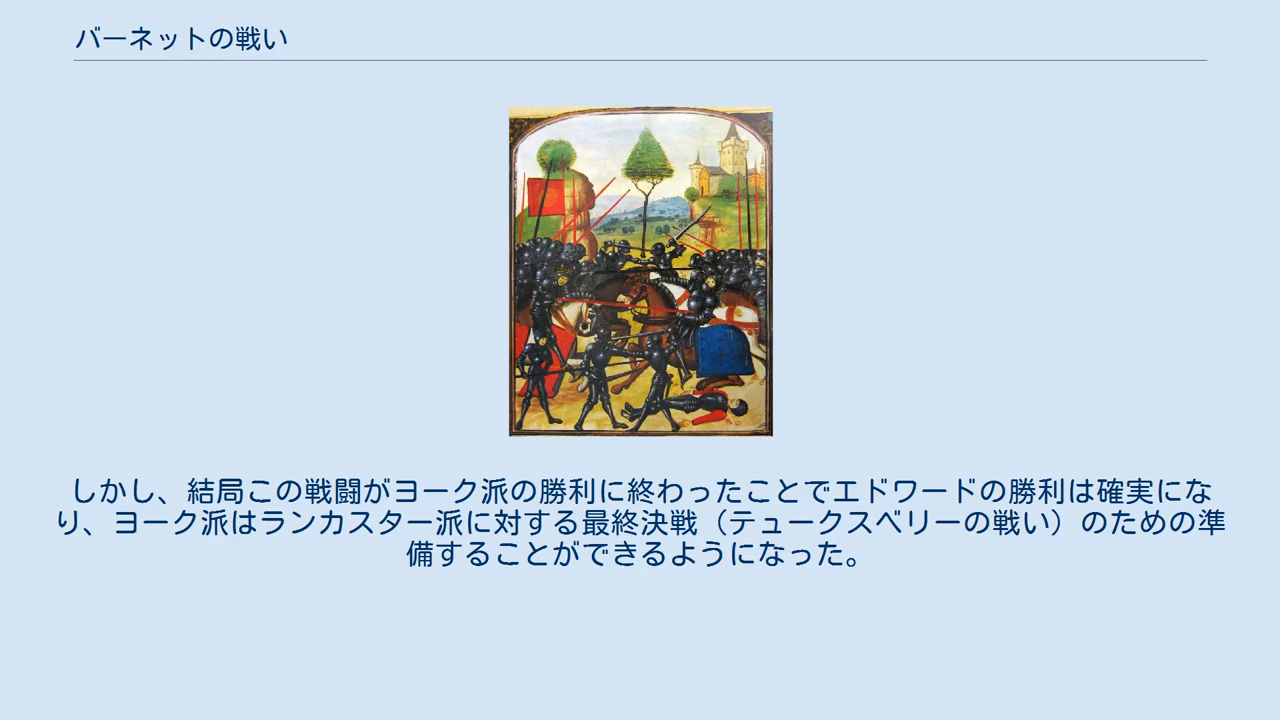 バーネットの戦い
しかし、結局この戦闘がヨーク派の勝利に終わったことでエドワードの勝利は確実にな
り、ヨーク派はランカスター派に対する最終決戦（テュークスベリーの戦い）のための準
備することができるようになった。